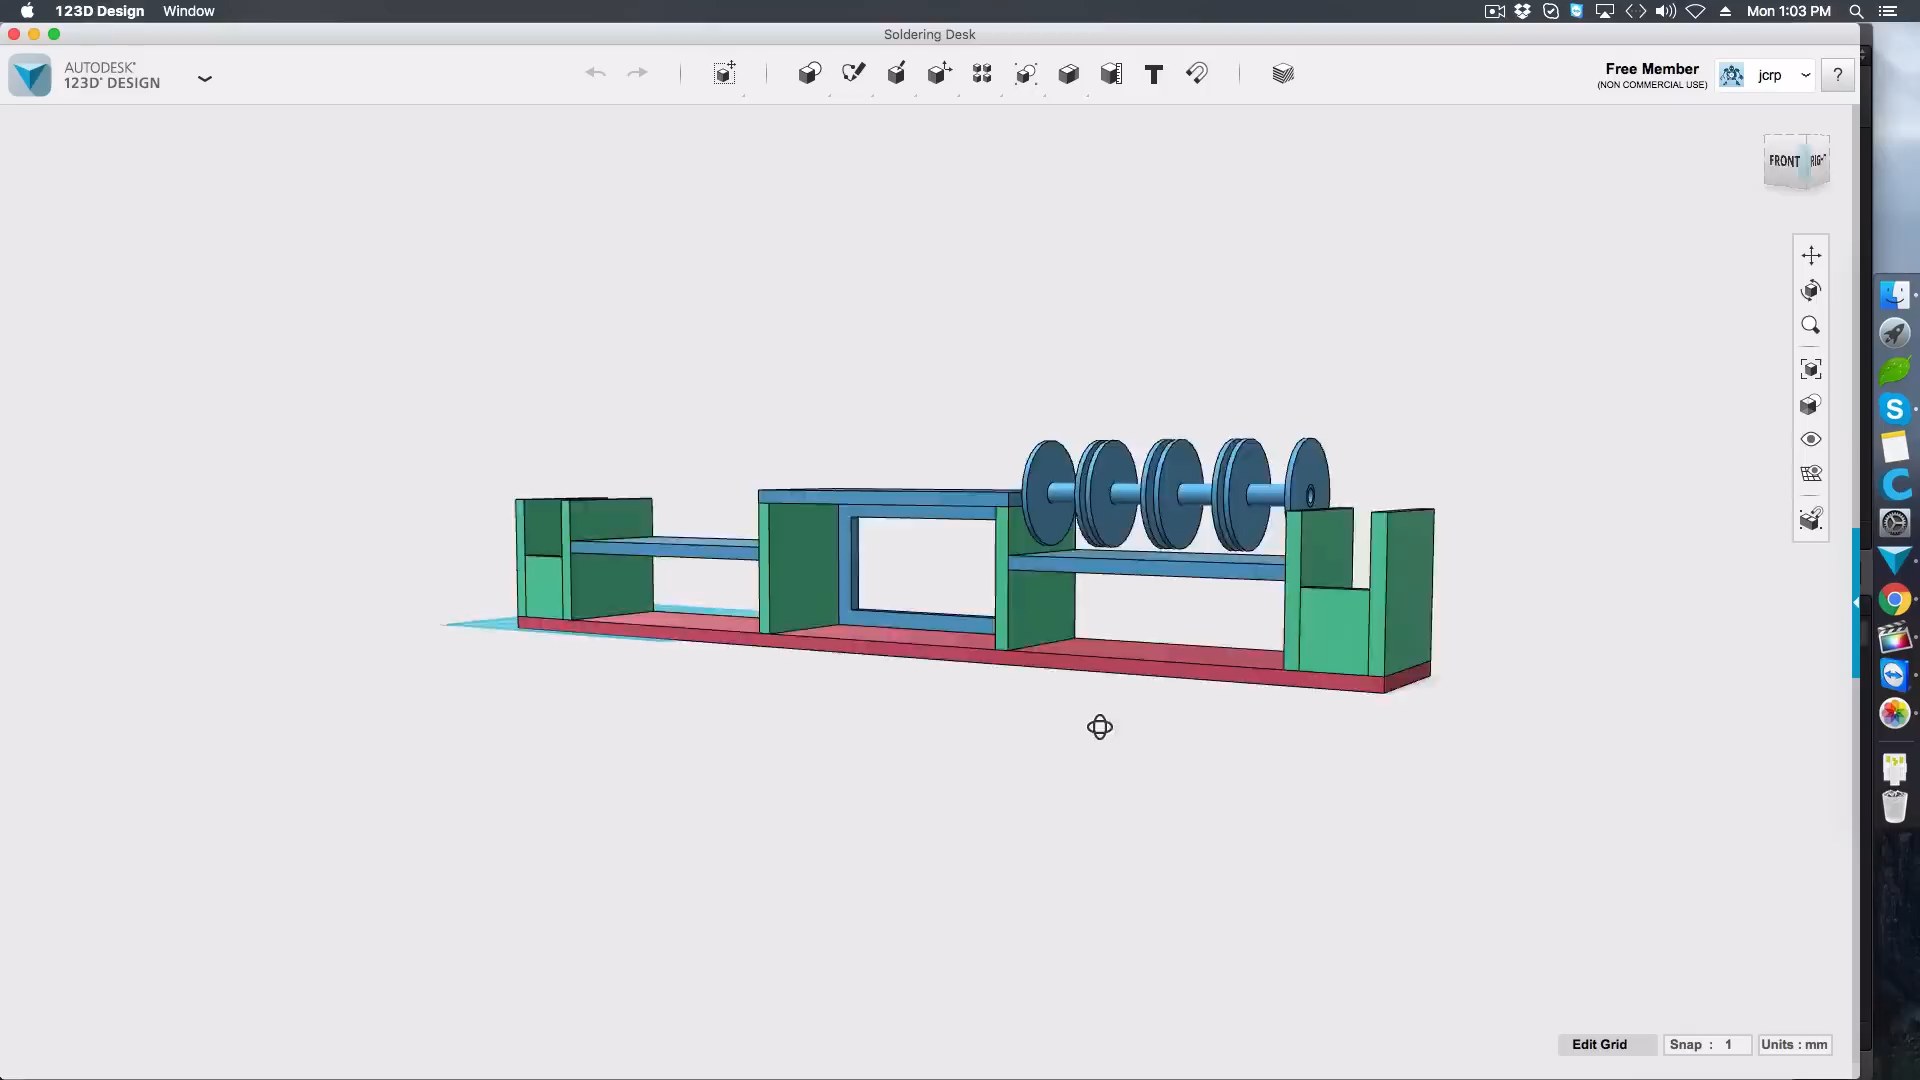 123D Design Window
Mon 1:03 PM
Soldering Desk
AUTODESK®
123D® DESIGN
T
Free Member
(NON COMMERCIAL USE)
jcrp
?
FRONT
Edit Grid
Snap : 1
Units : mm